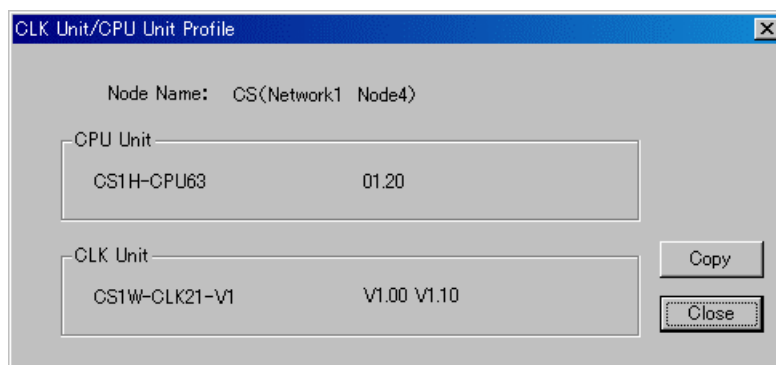 CLK Unit/CPU Unit Profile
Node Name: CS(Network1 Node4)
CPU Unit
CS1H-CPU63 01.20
CLK Unit
CS1W-CLK21-V1 V1.00 V1.10
Copy
Close